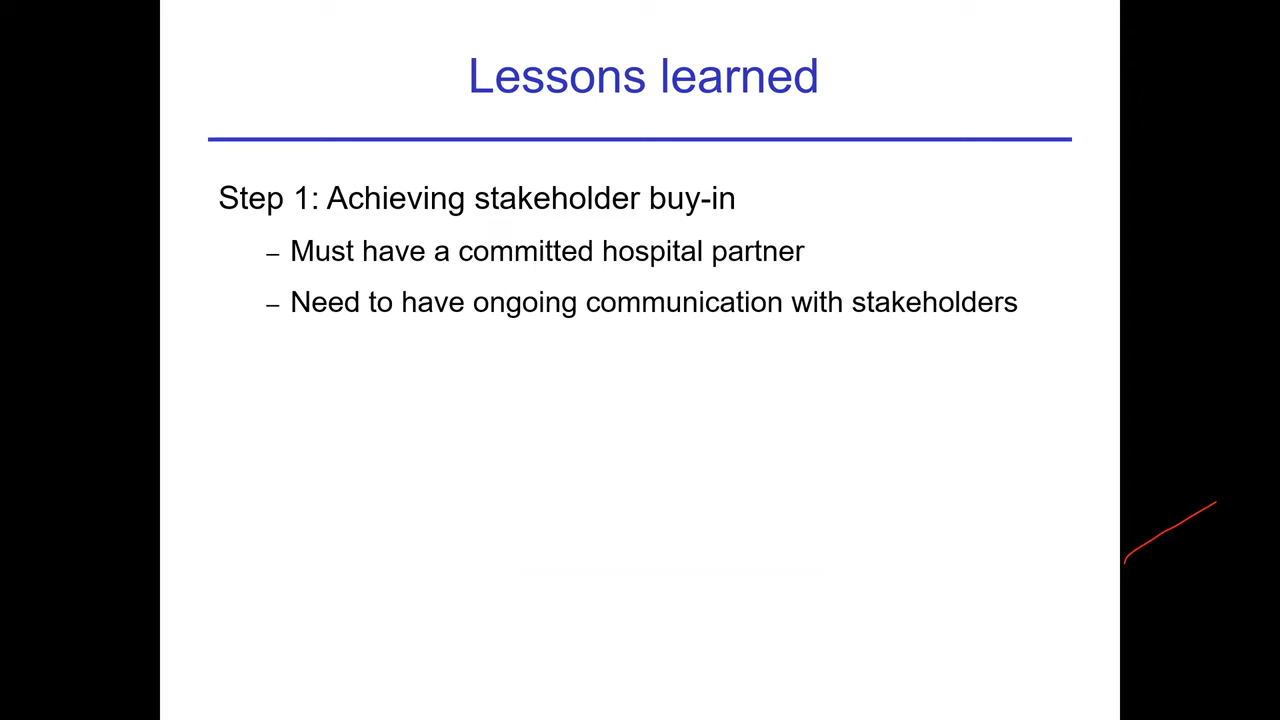 Lessons learned
Step 1: Achieving stakeholder buy-in
– Must have a committed hospital partner
– Need to have ongoing communication with stakeholders